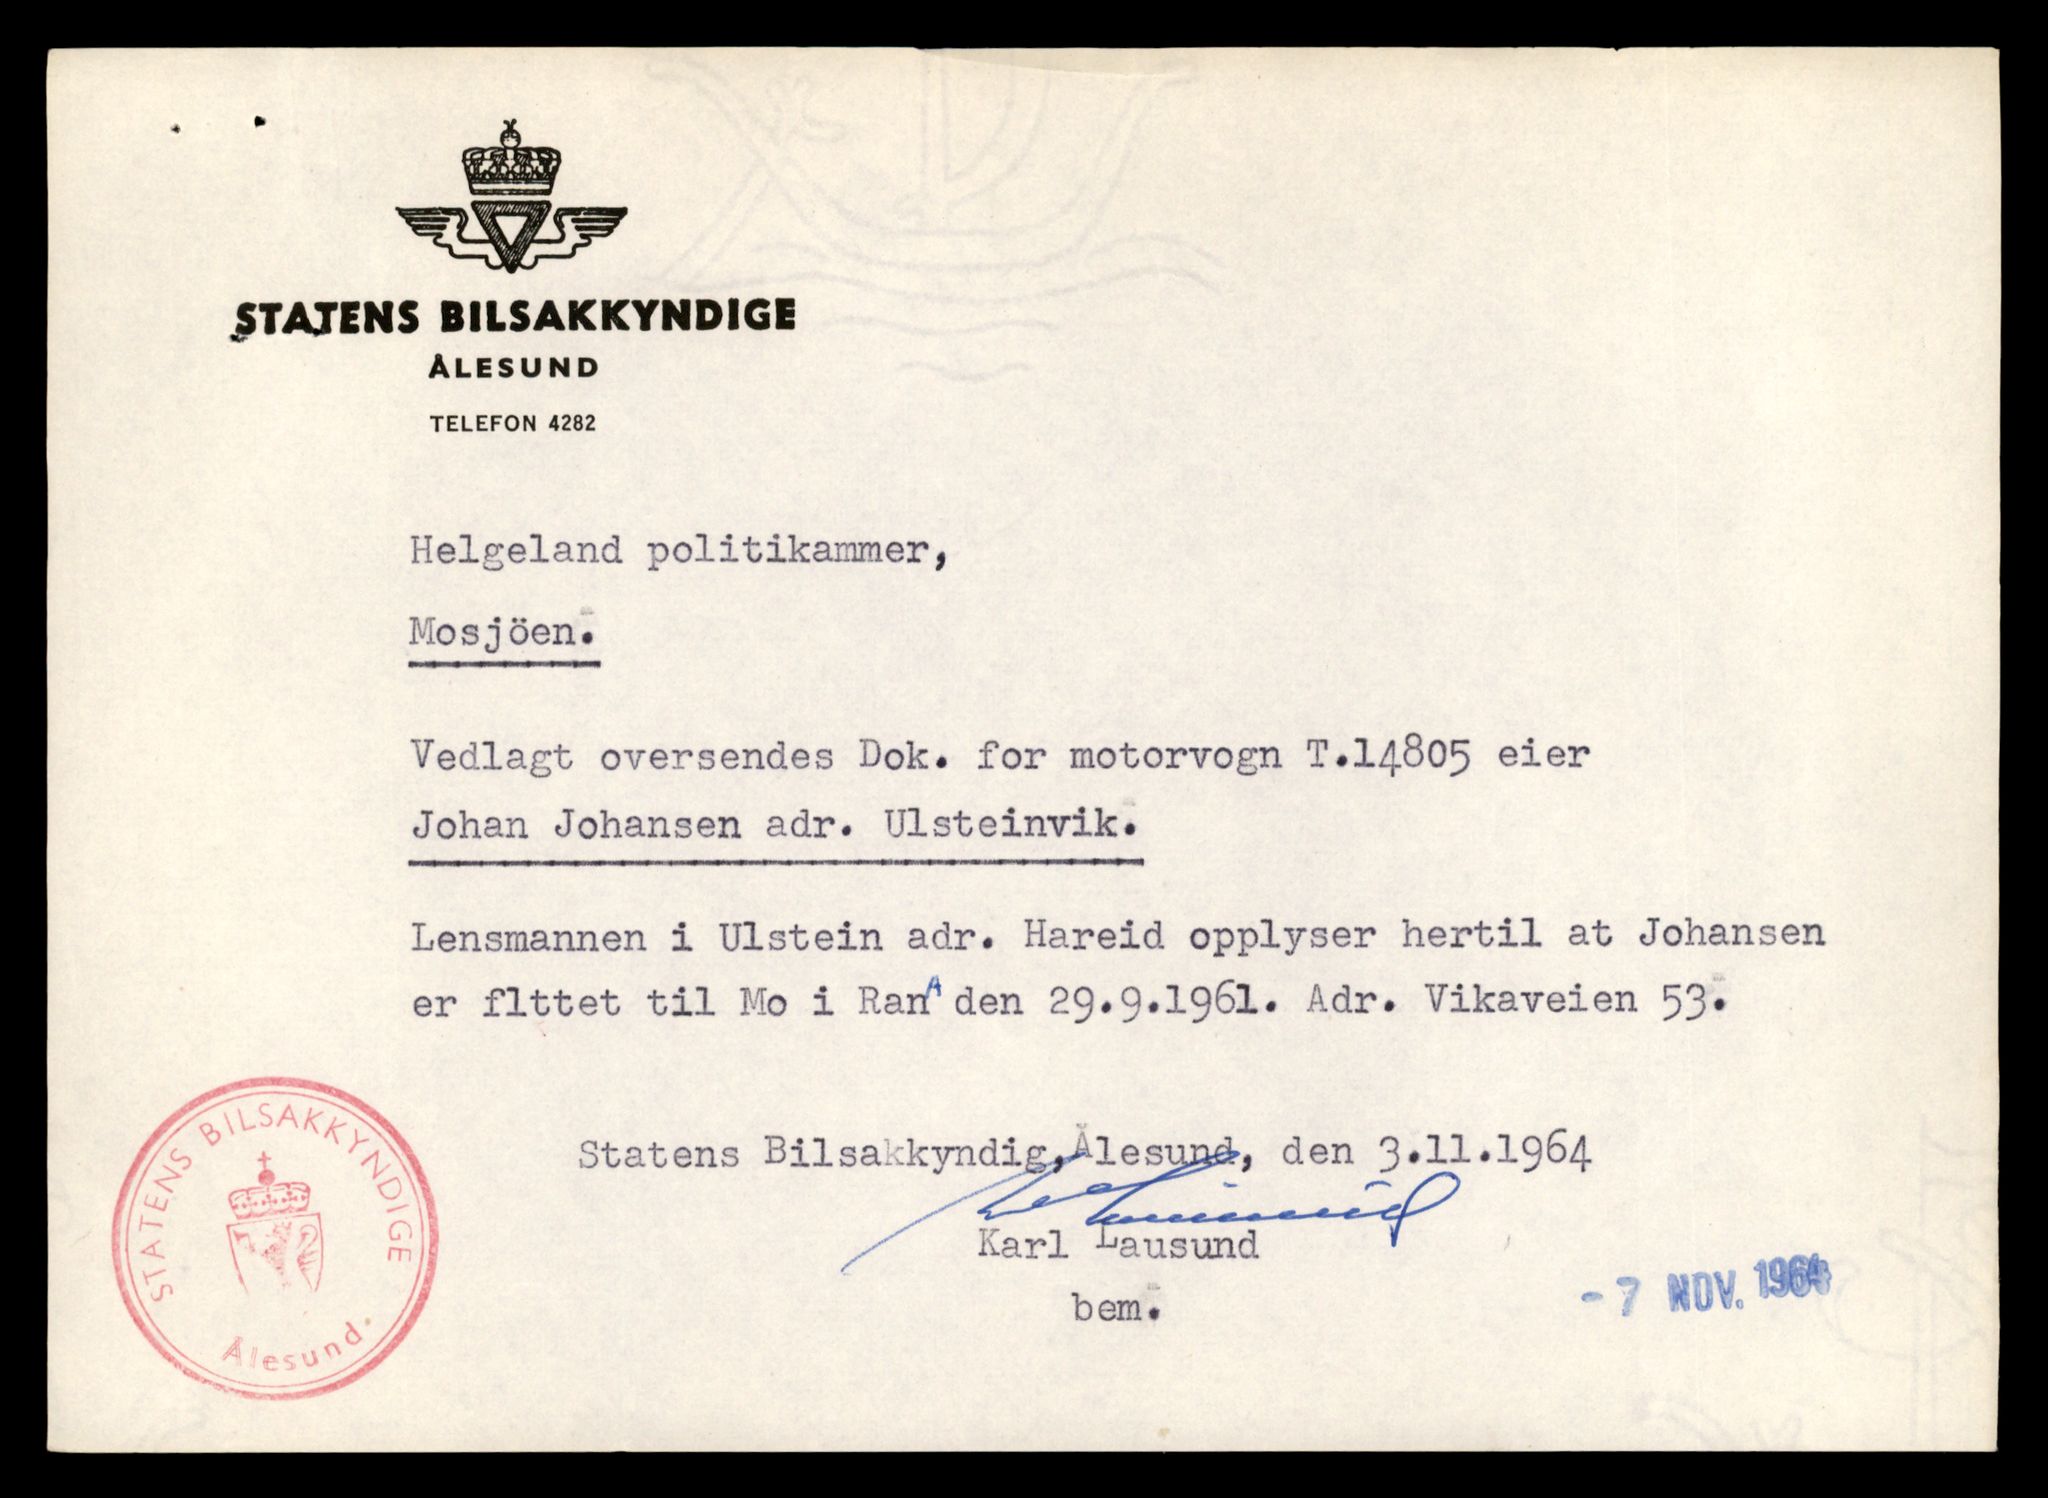 STATENS BILSAKKYNDIGE
ÅLESUND
TELEFON 4282
Helgeland politikammer,
Mosjöen.
Vedlagt oversendes Dok. for motorvogn T.14805 eier
Johan Johansen adr. Ulsteinvik.
Lensmannen i Ulstein adr. Hareid opplyser hertil at Johansen
er flttet til Mo i RanA den 29.9.1961. Adr. Vikaveien 53.
Statens Bilsakkyndig, Ålesund, den 3.11.1964
Karl Lausund
bem.
- 7 NOV. 1964
STATENS BILSAKKYNDIGE
Ålesund.